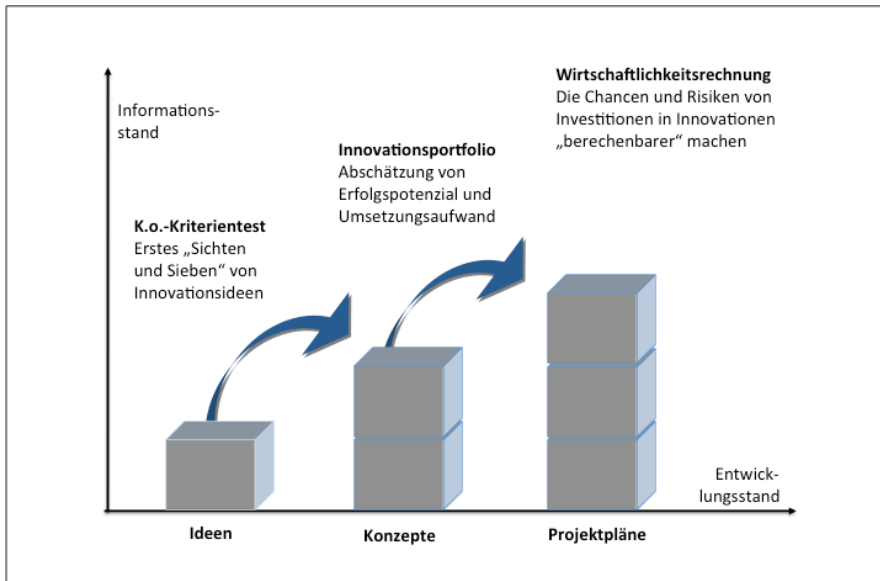 Informations-
stand
K.o.-Kriterientest
Erstes „Sichten
und Sieben“ von
Innovationsideen
Innovationsportfolio
Abschätzung von
Erfolgspotenzial und
Umsetzungsaufwand
Wirtschaftlichkeitsrechnung
Die Chancen und Risiken von
Investitionen in Innovationen
„berechenbarer“ machen
Entwick-
lungsstand
Ideen
Konzepte
Projektpläne